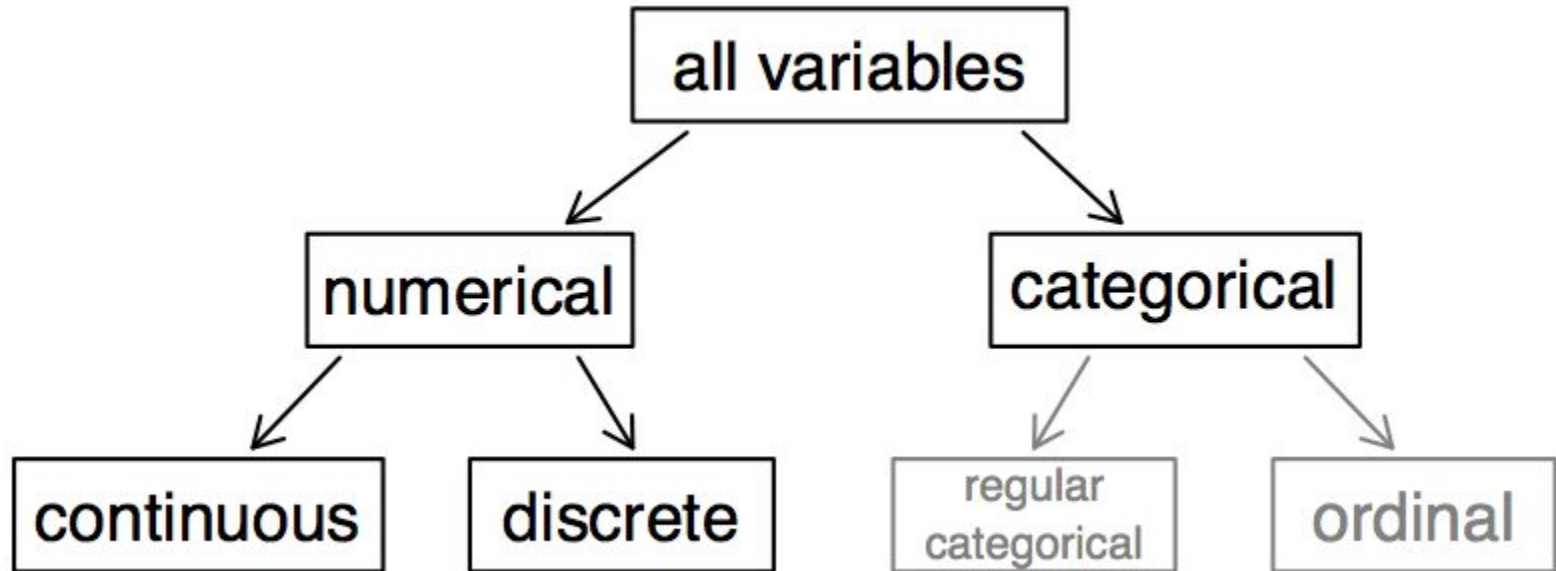 all variables
numerical
categorical
continuous
discrete
regular
categorical
ordinal